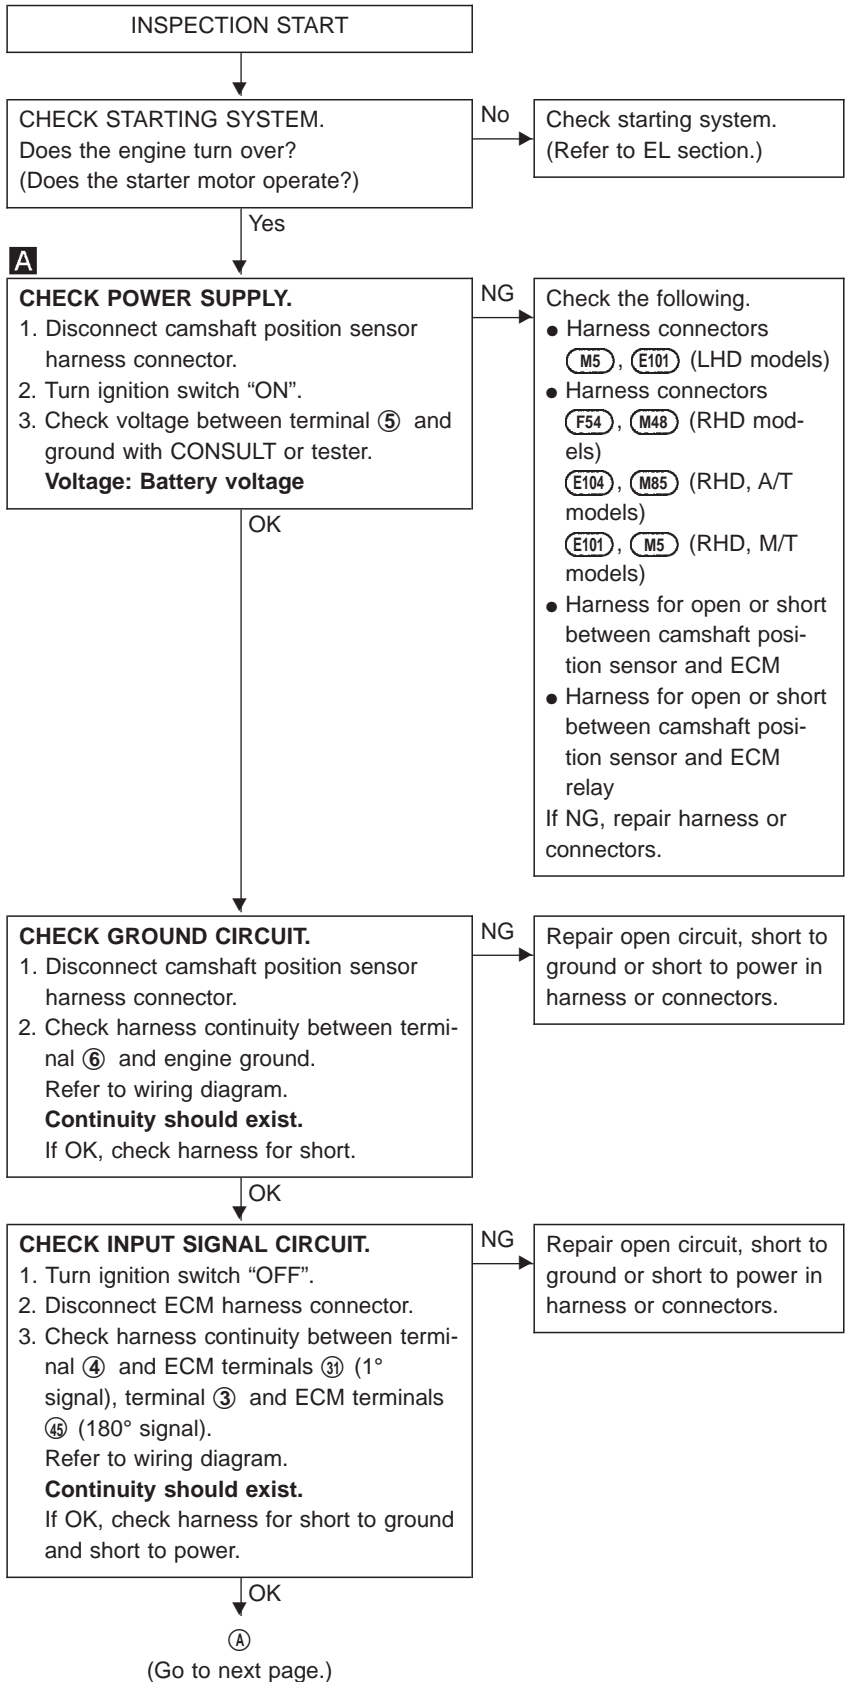 INSPECTION START
CHECK STARTING SYSTEM.
Does the engine turn over?
(Does the starter motor operate?)
No
Check starting system.
(Refer to EL section.)
Yes
A
CHECK POWER SUPPLY.
1. Disconnect camshaft position sensor
harness connector.
2. Turn ignition switch “ON”.
3. Check voltage between terminal ⑤ and
ground with CONSULT or tester.
Voltage: Battery voltage
NG
Check the following.
● Harness connectors
M5, E101 (LHD models)
● Harness connectors
F54, M48 (RHD mod-
els)
E104, M85 (RHD, A/T
models)
E101, M5 (RHD, M/T
models)
● Harness for open or short
between camshaft posi-
tion sensor and ECM
● Harness for open or short
between camshaft posi-
tion sensor and ECM
relay
If NG, repair harness or
connectors.
OK
CHECK GROUND CIRCUIT.
1. Disconnect camshaft position sensor
harness connector.
2. Check harness continuity between termi-
nal ⑥ and engine ground.
Refer to wiring diagram.
Continuity should exist.
If OK, check harness for short.
NG
Repair open circuit, short to
ground or short to power in
harness or connectors.
OK
CHECK INPUT SIGNAL CIRCUIT.
1. Turn ignition switch “OFF”.
2. Disconnect ECM harness connector.
3. Check harness continuity between termi-
nal ④ and ECM terminals ㉛ (1°
signal), terminal ③ and ECM terminals
㊺ (180° signal).
Refer to wiring diagram.
Continuity should exist.
If OK, check harness for short to ground
and short to power.
NG
Repair open circuit, short to
ground or short to power in
harness or connectors.
OK
Ⓐ
(Go to next page.)